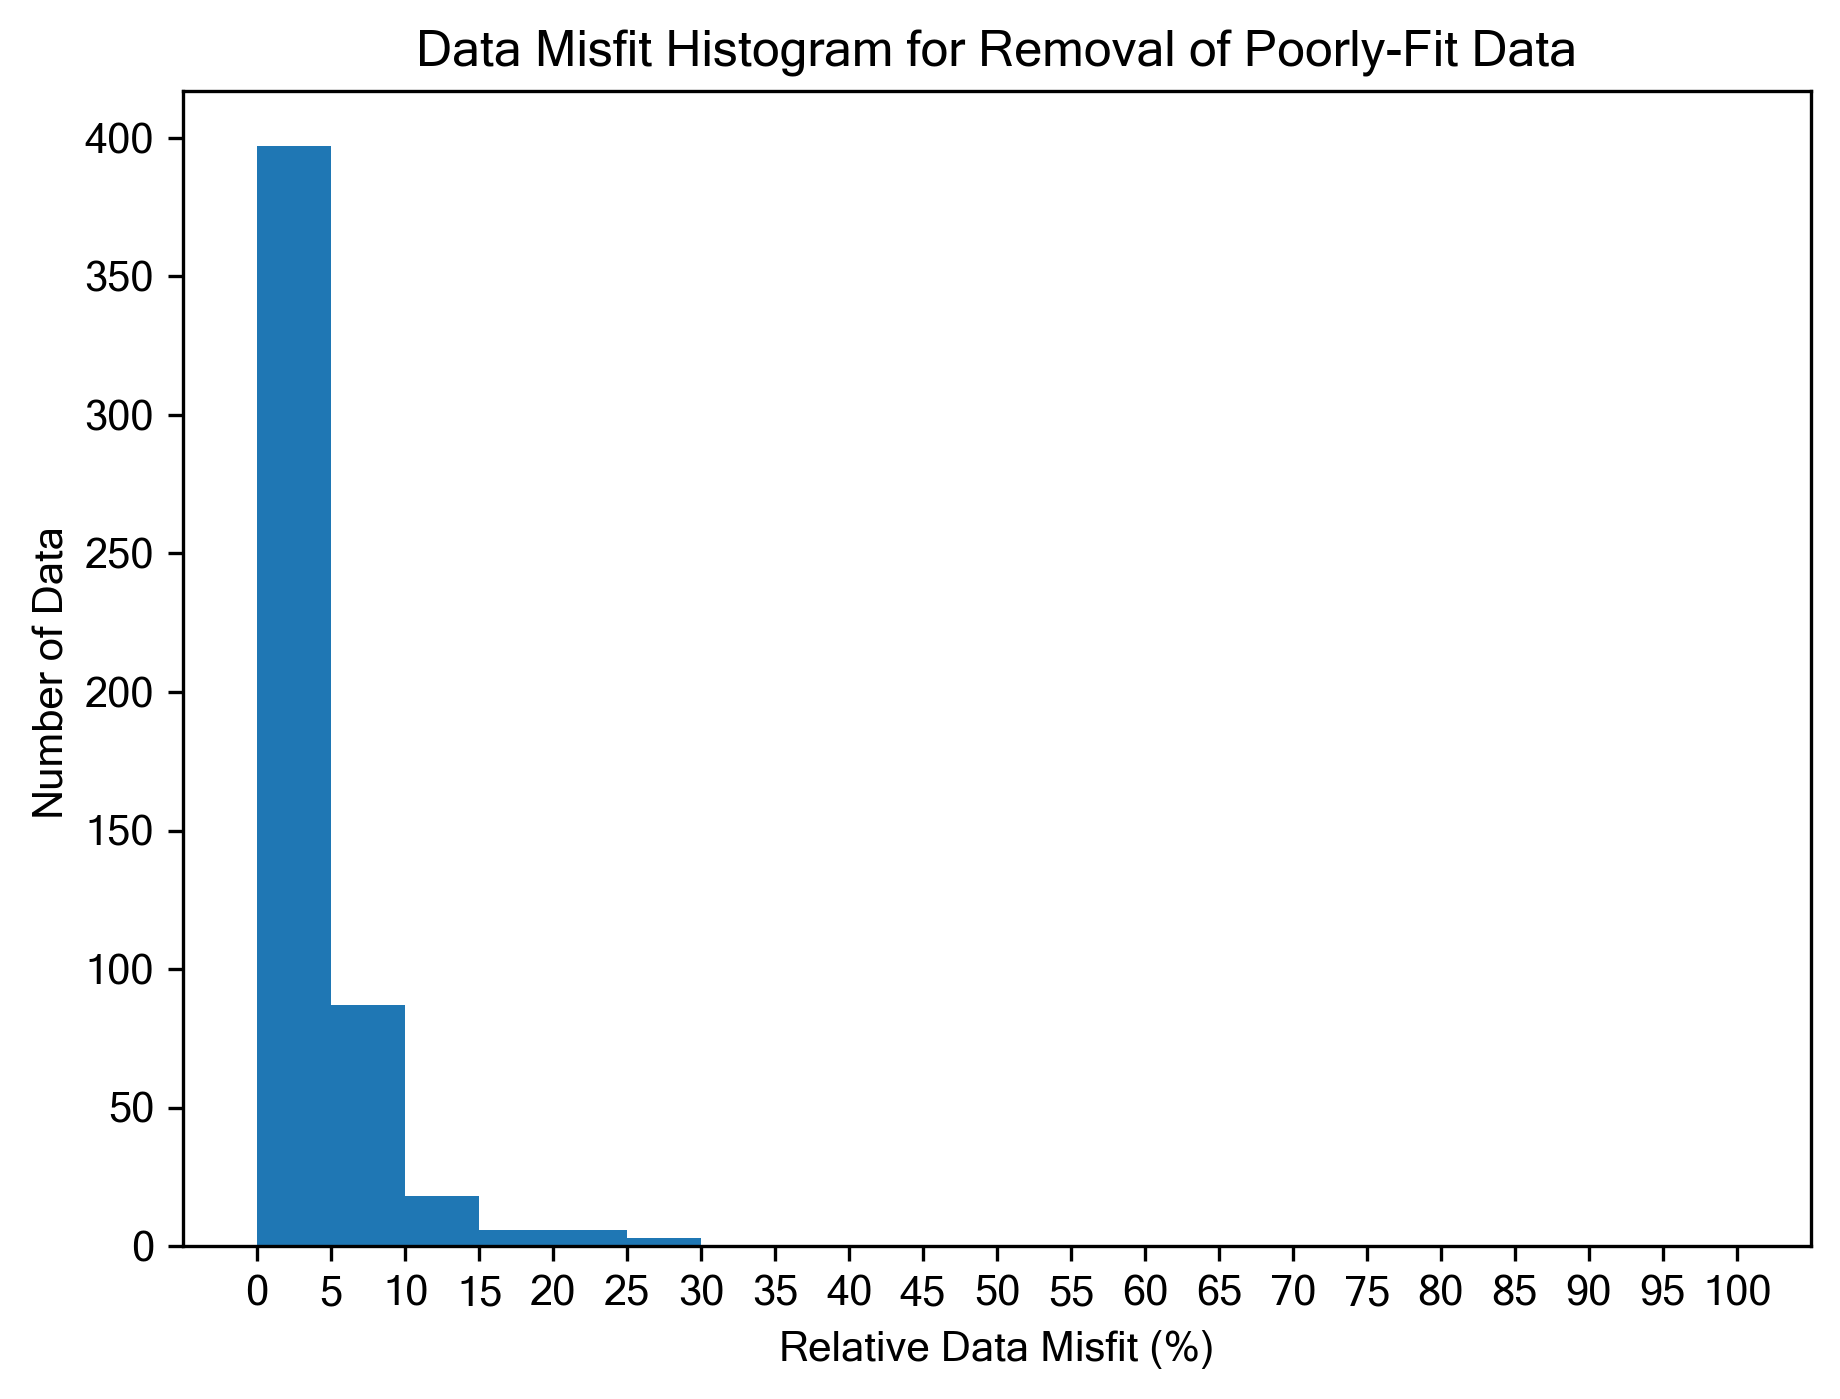 Data Misfit Histogram for Removal of Poorly-Fit Data
400
350
300
250
200
150
100
50
0
Number of Data
0 5 10 15 20 25 30 35 40 45 50 55 60 65 70 75 80 85 90 95 100
Relative Data Misfit (%)